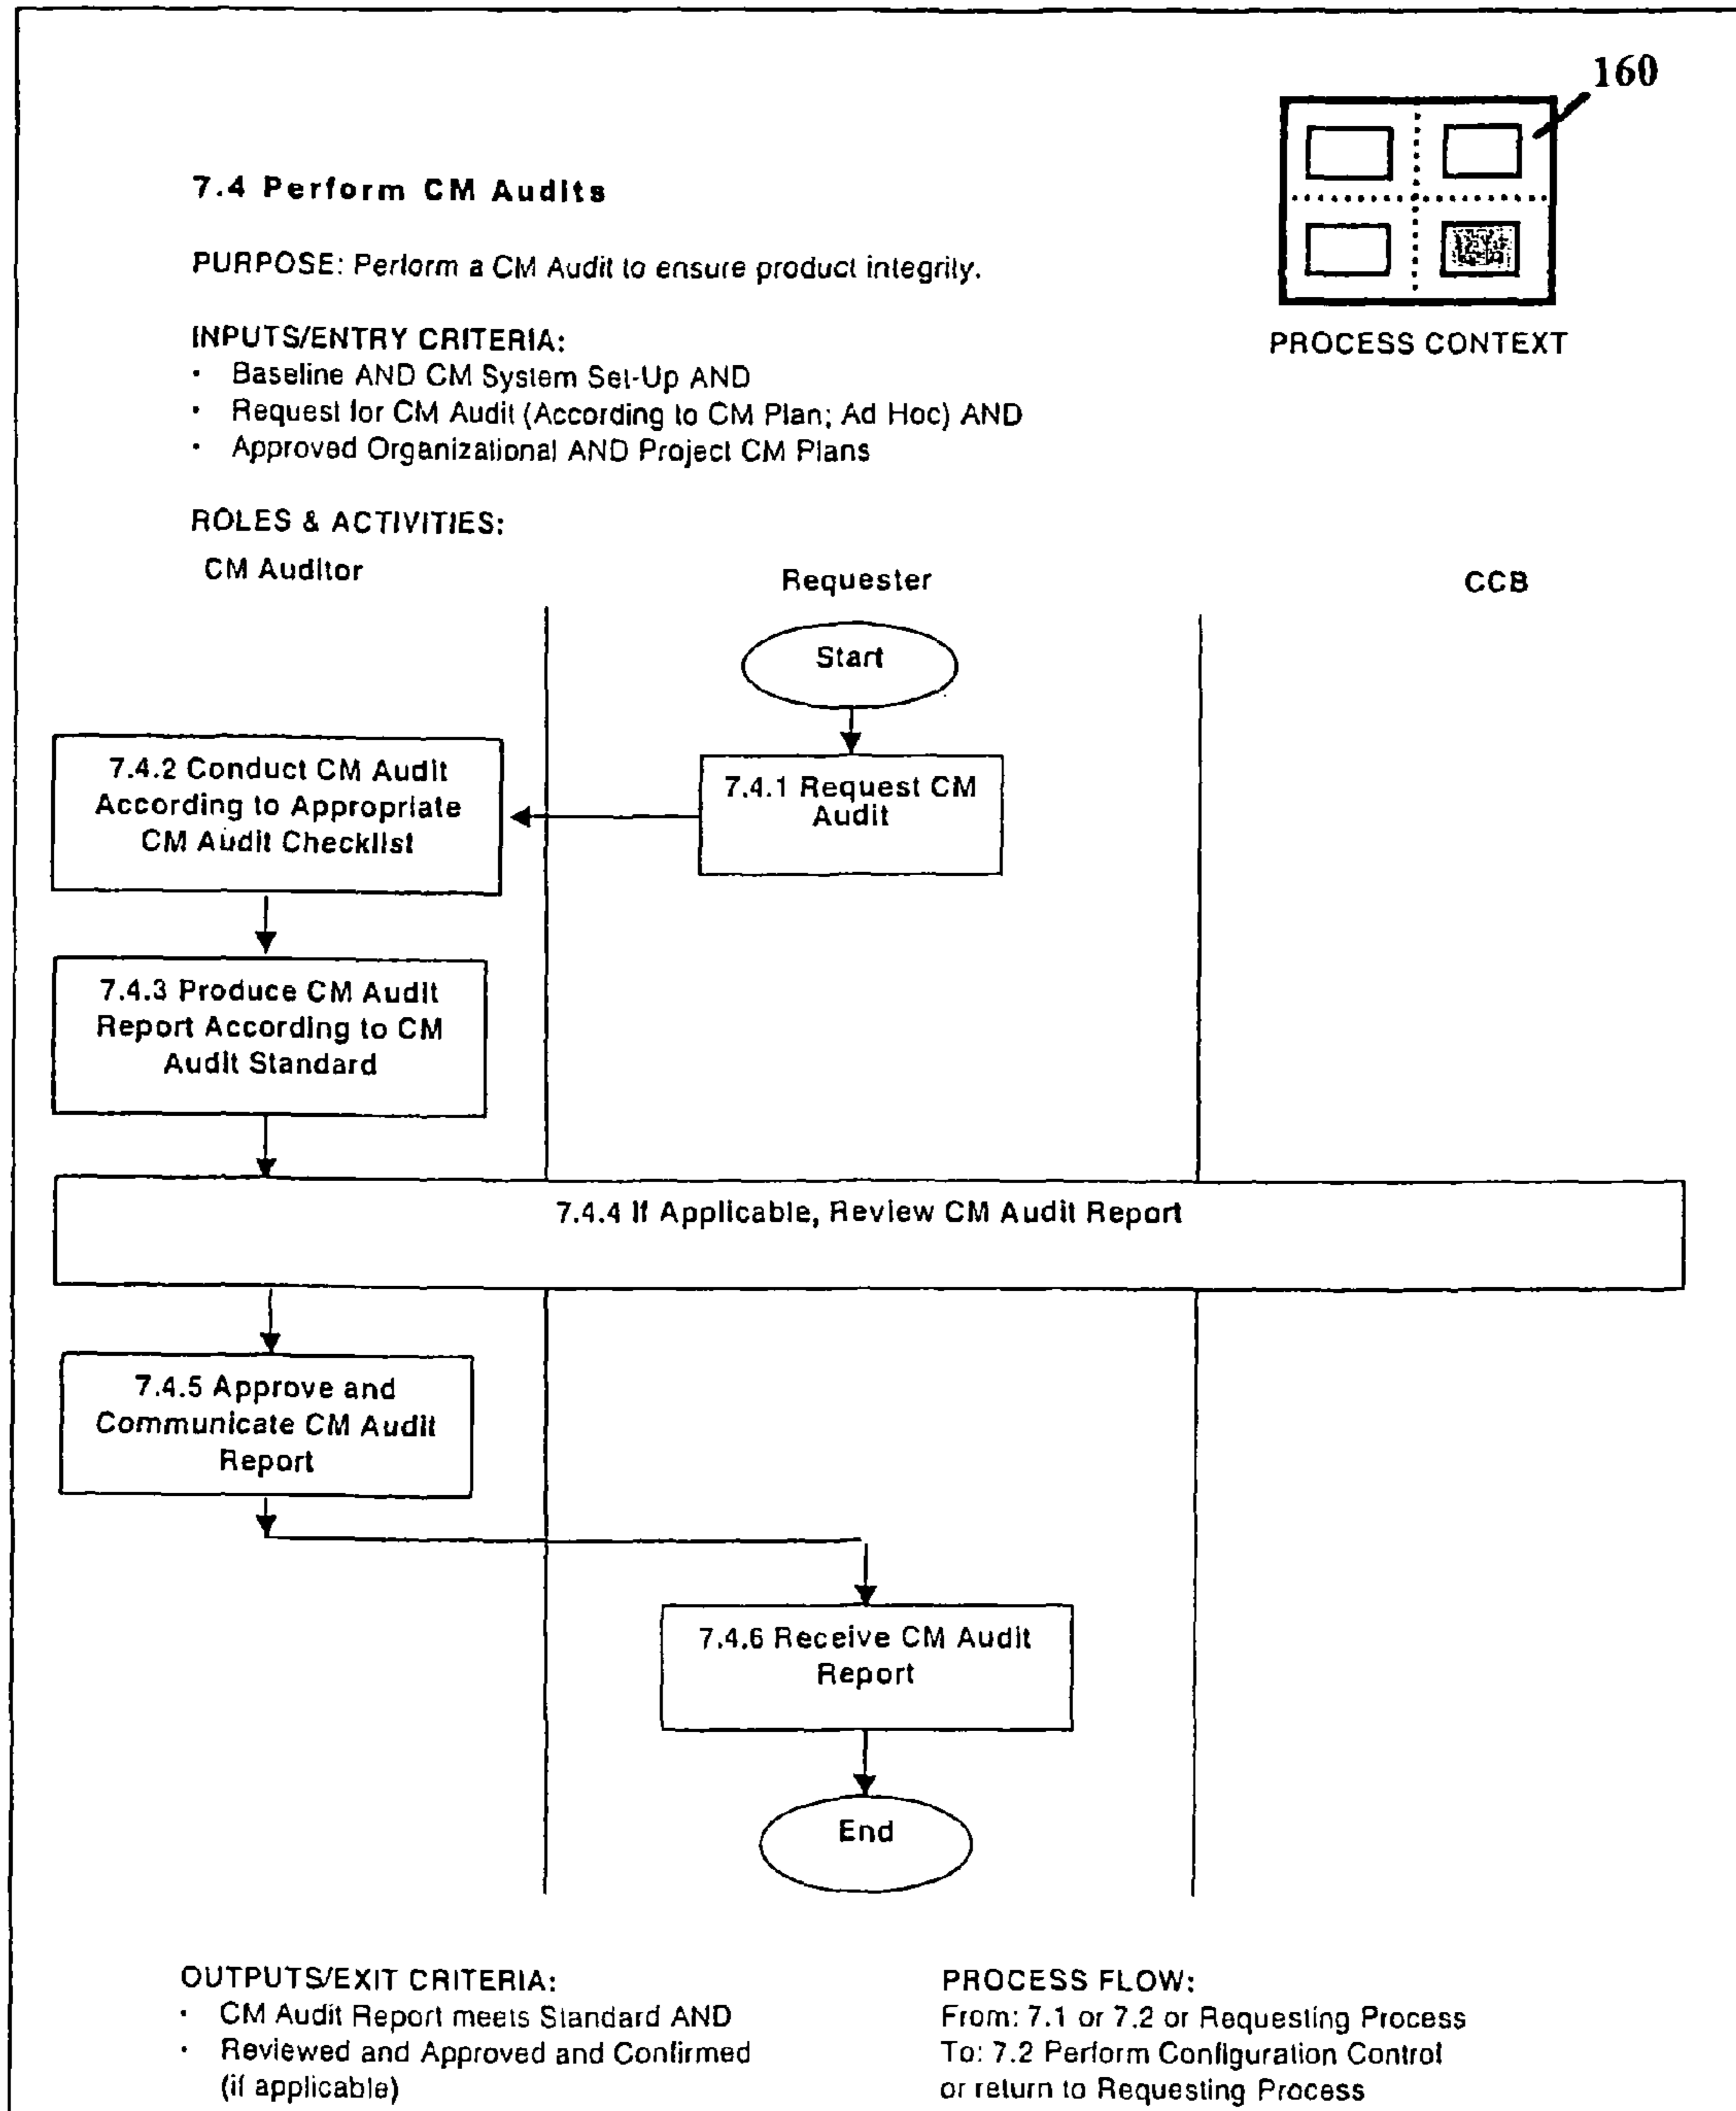 160
7.4 Perform CM Audits
PURPOSE: Perform a CM Audit to ensure product integrity.
PROCESS CONTEXT
INPUTS/ENTRY CRITERIA:
· Baseline AND CM System Set-Up AND
· Request for CM Audit (According to CM Plan; Ad Hoc) AND
· Approved Organizational AND Project CM Plans
ROLES & ACTIVITIES:
CM Auditor
Requester
CCB
Start
7.4.1 Request CM
Audit
7.4.2 Conduct CM Audit
According to Appropriate
CM Audit Checklist
7.4.3 Produce CM Audit
Report According to CM
Audit Standard
7.4.4 If Applicable, Review CM Audit Report
7.4.5 Approve and
Communicate CM Audit
Report
7.4.6 Receive CM Audit
Report
End
OUTPUTS/EXIT CRITERIA:
· CM Audit Report meets Standard AND
· Reviewed and Approved and Confirmed
(if applicable)
PROCESS FLOW:
From: 7.1 or 7.2 or Requesting Process
To: 7.2 Perform Configuration Control
or return to Requesting Process